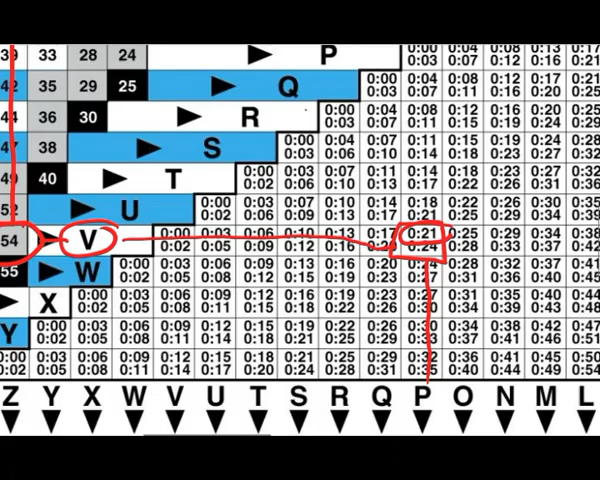 39 33 28 24 P 0:00 0:04 0:08 0:13 0:17
0:03 0:07 0:12 0:16 0:21
42 35 29 25 Q 0:00 0:04 0:08 0:12 0:17 0:21
0:03 0:07 0:11 0:16 0:20 0:25
44 36 30 R 0:00 0:04 0:08 0:12 0:16 0:20 0:25
0:03 0:07 0:11 0:15 0:19 0:24 0:29
47 38 S 0:00 0:04 0:07 0:11 0:15 0:19 0:24 0:28
0:03 0:06 0:10 0:14 0:18 0:23 0:27 0:32
49 40 T 0:00 0:03 0:07 0:11 0:14 0:18 0:23 0:27 0:32
0:02 0:06 0:10 0:13 0:17 0:22 0:26 0:31 0:36
52 U 0:00 0:03 0:07 0:10 0:14 0:18 0:22 0:26 0:30 0:35
0:02 0:06 0:09 0:13 0:17 0:21 0:25 0:29 0:34 0:39
54 V 0:00 0:03 0:06 0:10 0:13 0:17 0:21 0:25 0:29 0:34 0:38
0:02 0:05 0:09 0:12 0:16 0:20 0:24 0:28 0:33 0:37 0:42
55 W 0:00 0:03 0:06 0:09 0:13 0:16 0:20 0:24 0:28 0:32 0:37 0:41
0:02 0:05 0:08 0:12 0:15 0:19 0:23 0:27 0:31 0:36 0:40 0:45
X 0:00 0:03 0:06 0:09 0:12 0:16 0:19 0:23 0:27 0:31 0:35 0:40 0:44
0:02 0:05 0:08 0:11 0:15 0:18 0:22 0:26 0:30 0:34 0:39 0:43 0:48
Y 0:00 0:03 0:06 0:09 0:12 0:15 0:19 0:22 0:26 0:30 0:34 0:38 0:42 0:47
0:02 0:05 0:08 0:11 0:14 0:18 0:21 0:25 0:29 0:33 0:37 0:41 0:46 0:51
0:00 0:03 0:06 0:09 0:12 0:15 0:18 0:21 0:25 0:29 0:32 0:36 0:41 0:45 0:50
0:02 0:05 0:08 0:11 0:14 0:17 0:20 0:24 0:28 0:31 0:35 0:40 0:44 0:49 0:54
Z Y X W V U T S R Q P O N M L